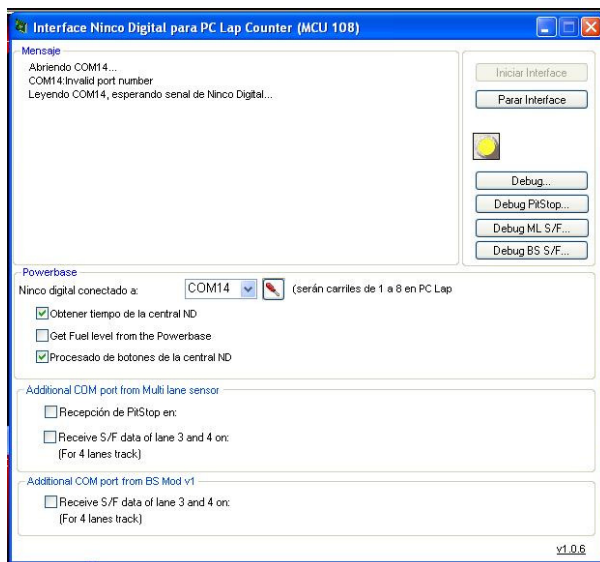 Interface Ninco Digital para PC Lap Counter (MCU 108)
Mensaje
Abriendo COM14...
COM14:Invalid port number
Leyendo COM14, esperando senal de Ninco Digital...
Iniciar Interface
Parar Interface
Debug...
Debug PitStop...
Debug ML S/F...
Debug BS S/F...
Powerbase
Ninco digital conectado a: COM14 (serán carriles de 1 a 8 en PC Lap
Obtener tiempo de la central ND
Get Fuel level from the Powerbase
Procesado de botones de la central ND
Additional COM port from Multi lane sensor
Recepción de PitStop en:
Receive S/F data of lane 3 and 4 on:
(For 4 lanes track)
Additional COM port from BS Mod v1
Receive S/F data of lane 3 and 4 on:
(For 4 lanes track)
v1.0.6